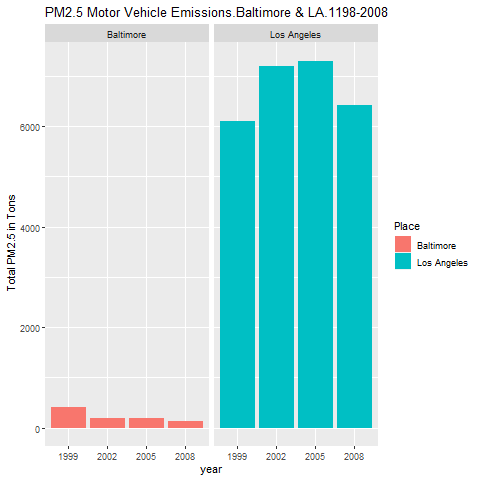 PM2.5 Motor Vehicle Emissions.Baltimore & LA.1198-2008
Baltimore
Los Angeles
6000
4000
2000
0
Total PM2.5 in Tons
1999 2002 2005 2008
1999 2002 2005 2008
year
Place
Baltimore
Los Angeles